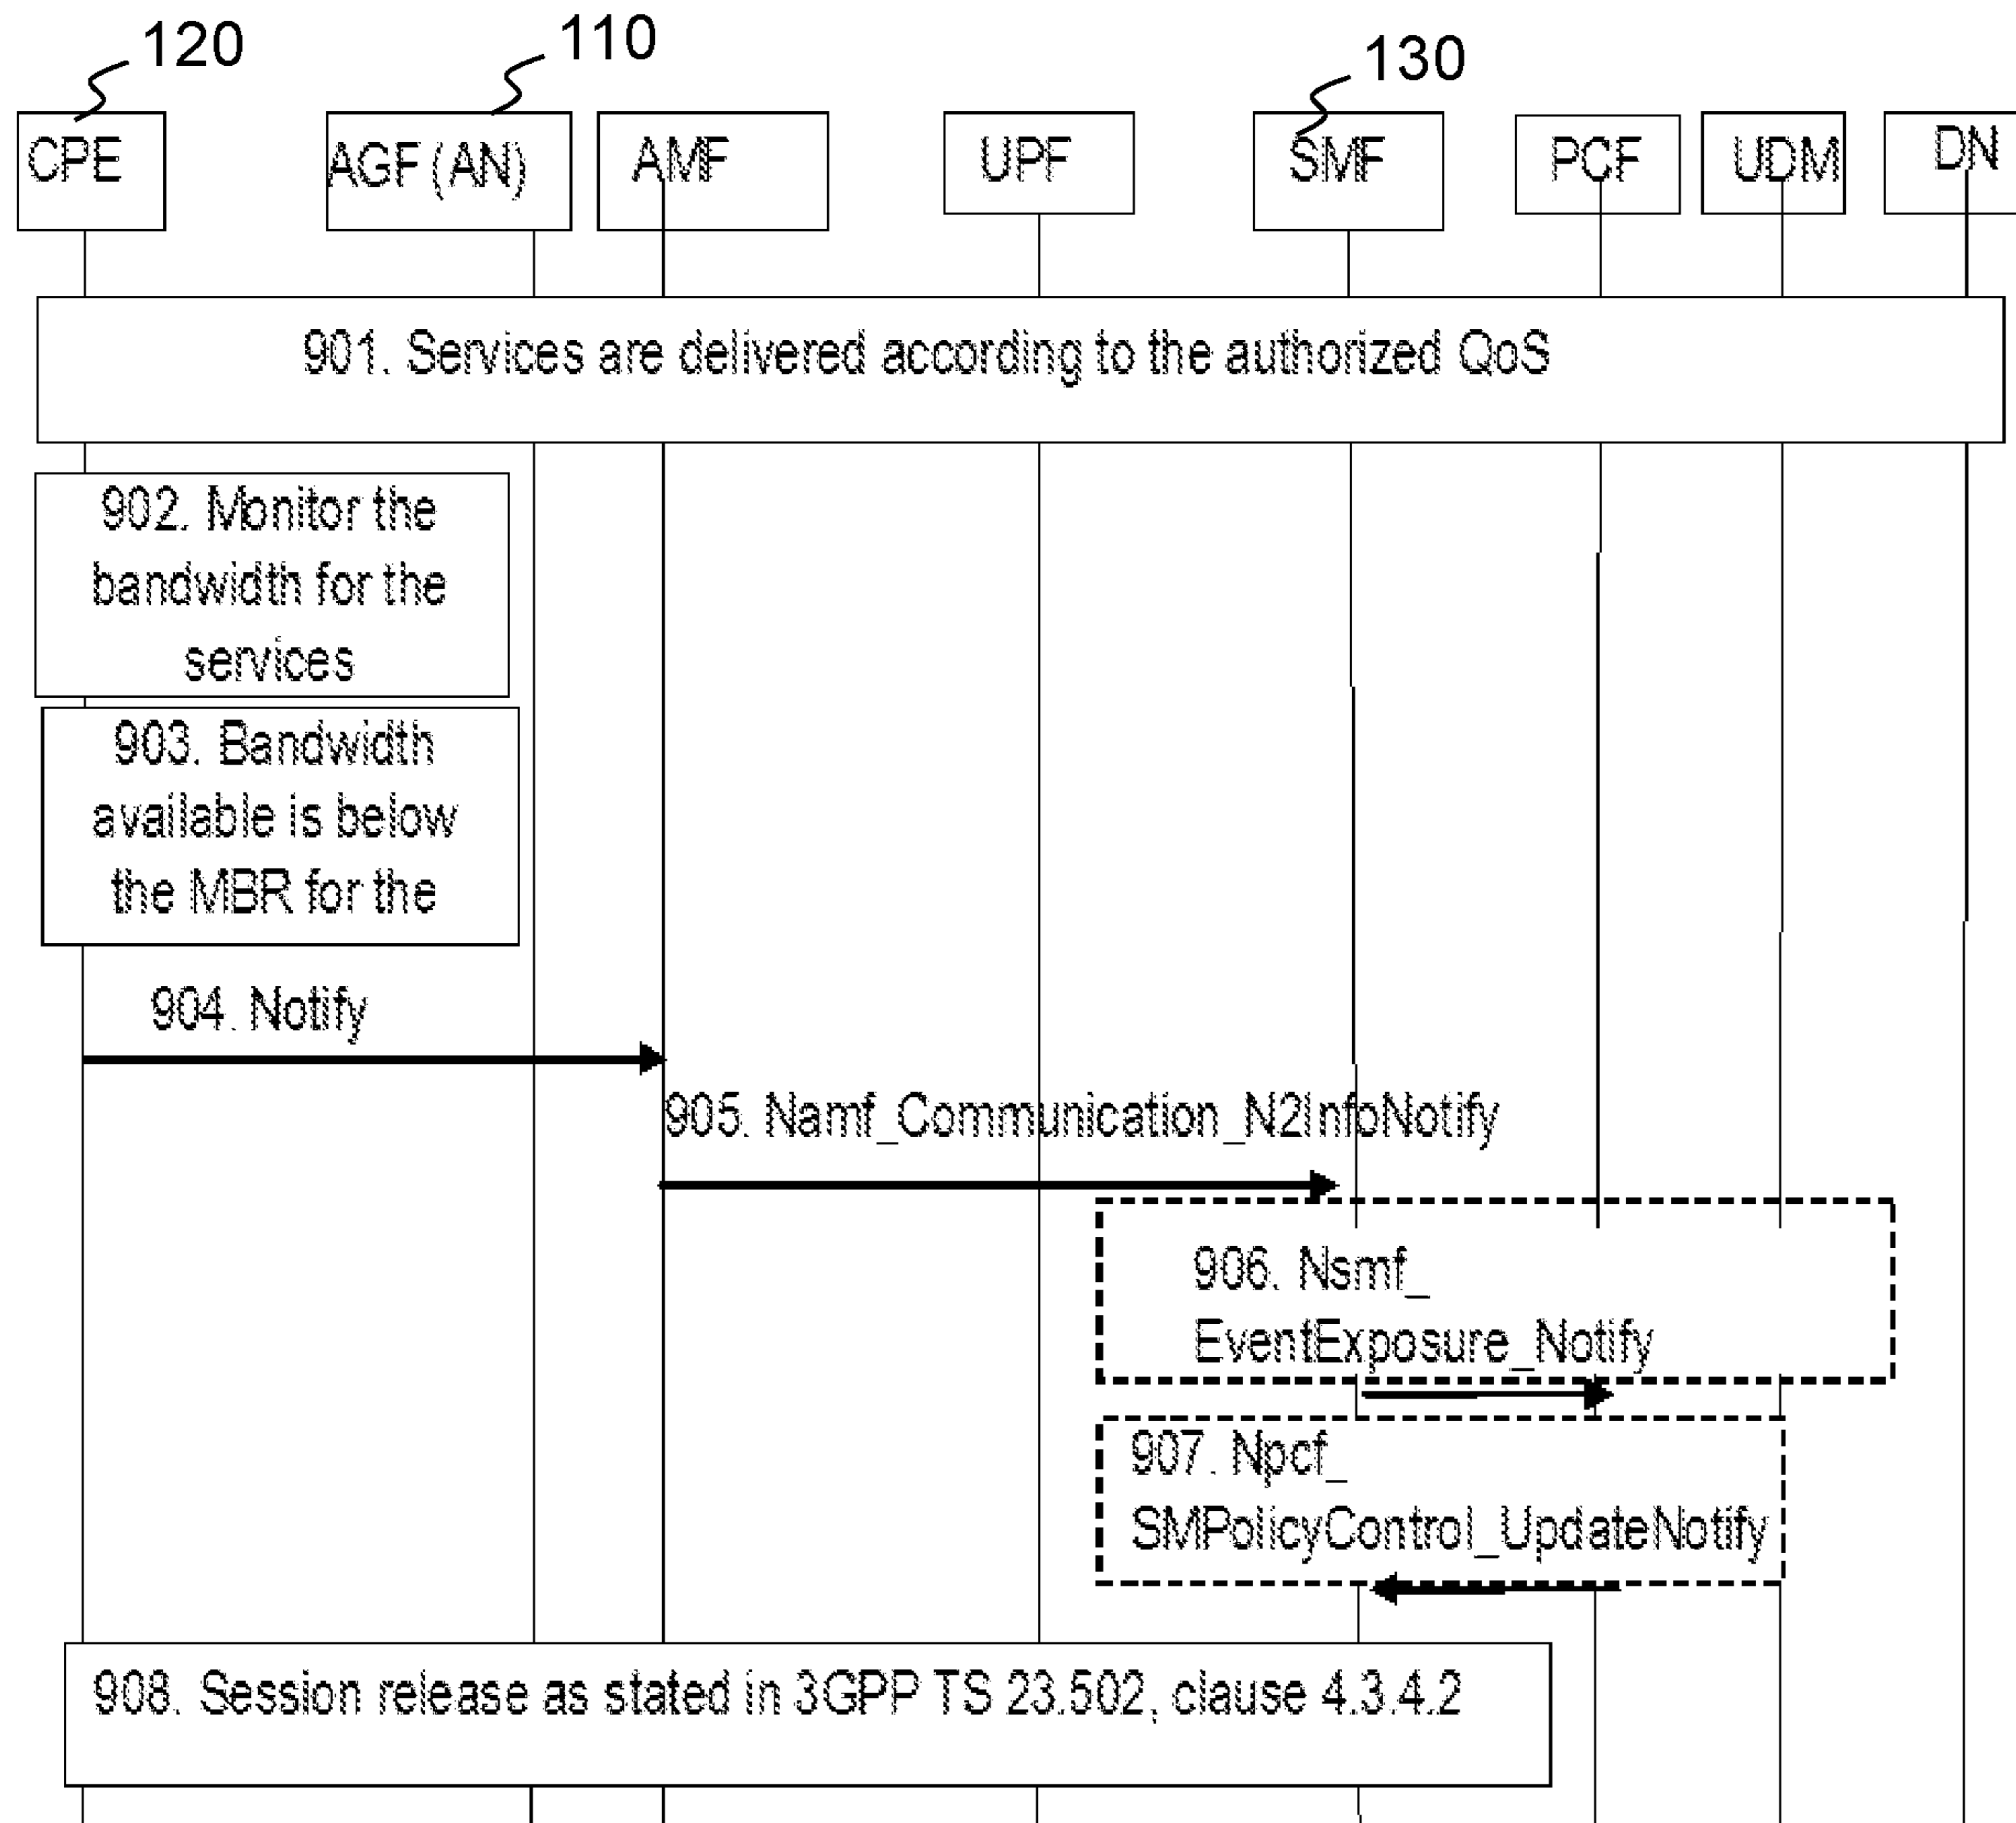 120
110
130
CPE
AGF (AN)
AMF
UPF
SMF
PCF
UDM
DN
901. Services are delivered according to the authorized QoS
902. Monitor the
bandwidth for the
services
903. Bandwidth
available is below
the MBR for the
904. Notify
905. Namf_Communication_N2InfoNotify
906. Nsmf_
EventExposure_Notify
907. Npcf_
SMPolicyControl_UpdateNotify
908. Session release as stated in 3GPP TS 23.502, clause 4.3.4.2